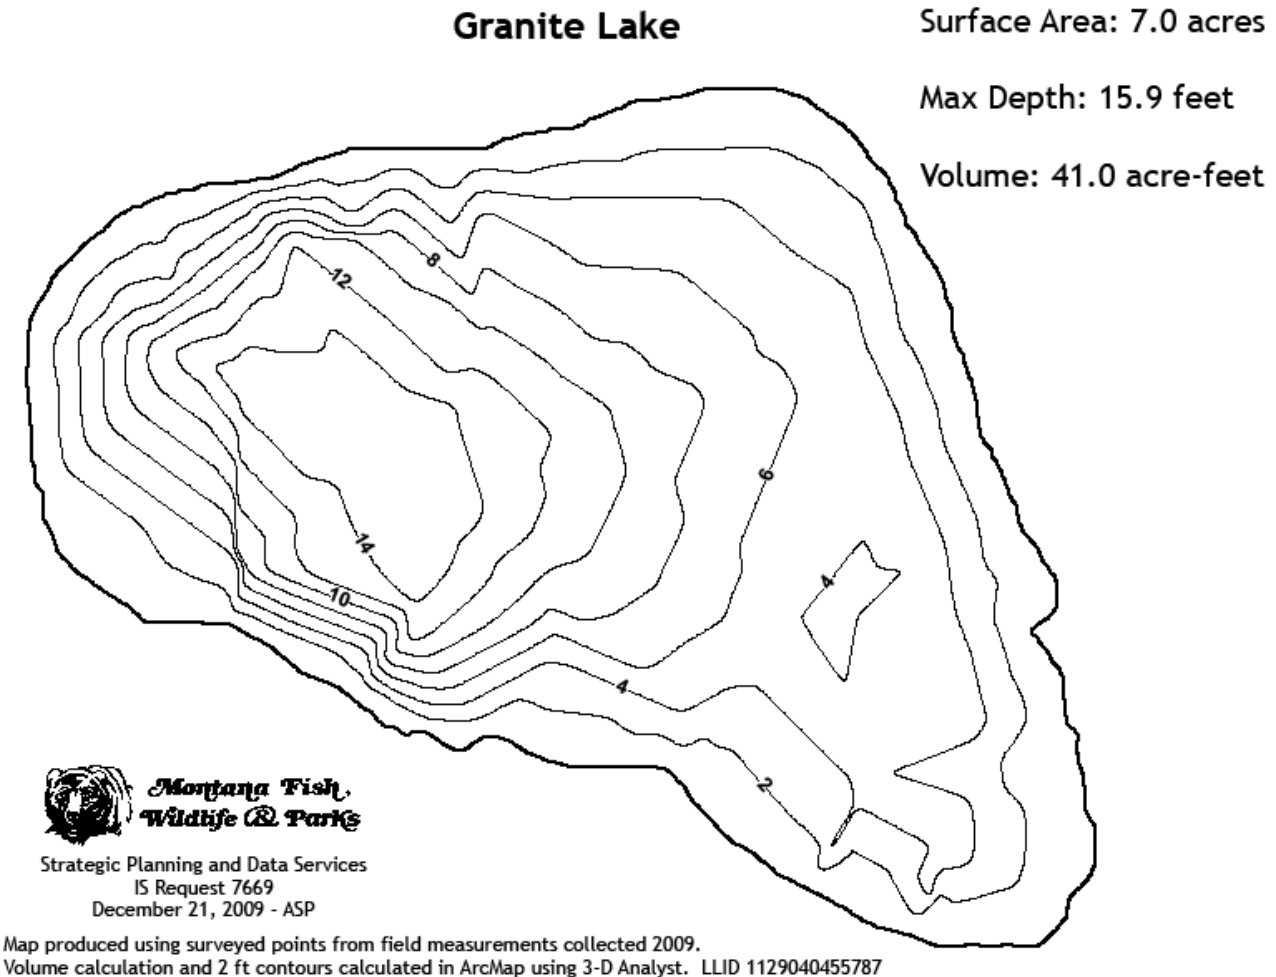 Granite Lake
Surface Area: 7.0 acres
Max Depth: 15.9 feet
Volume: 41.0 acre-feet
8
12
6
14
4
10
4
2
Montana Fish,
Wildlife & Parks
Strategic Planning and Data Services
IS Request 7669
December 21, 2009 - ASP
Map produced using surveyed points from field measurements collected 2009.
Volume calculation and 2 ft contours calculated in ArcMap using 3-D Analyst. LLID 1129040455787